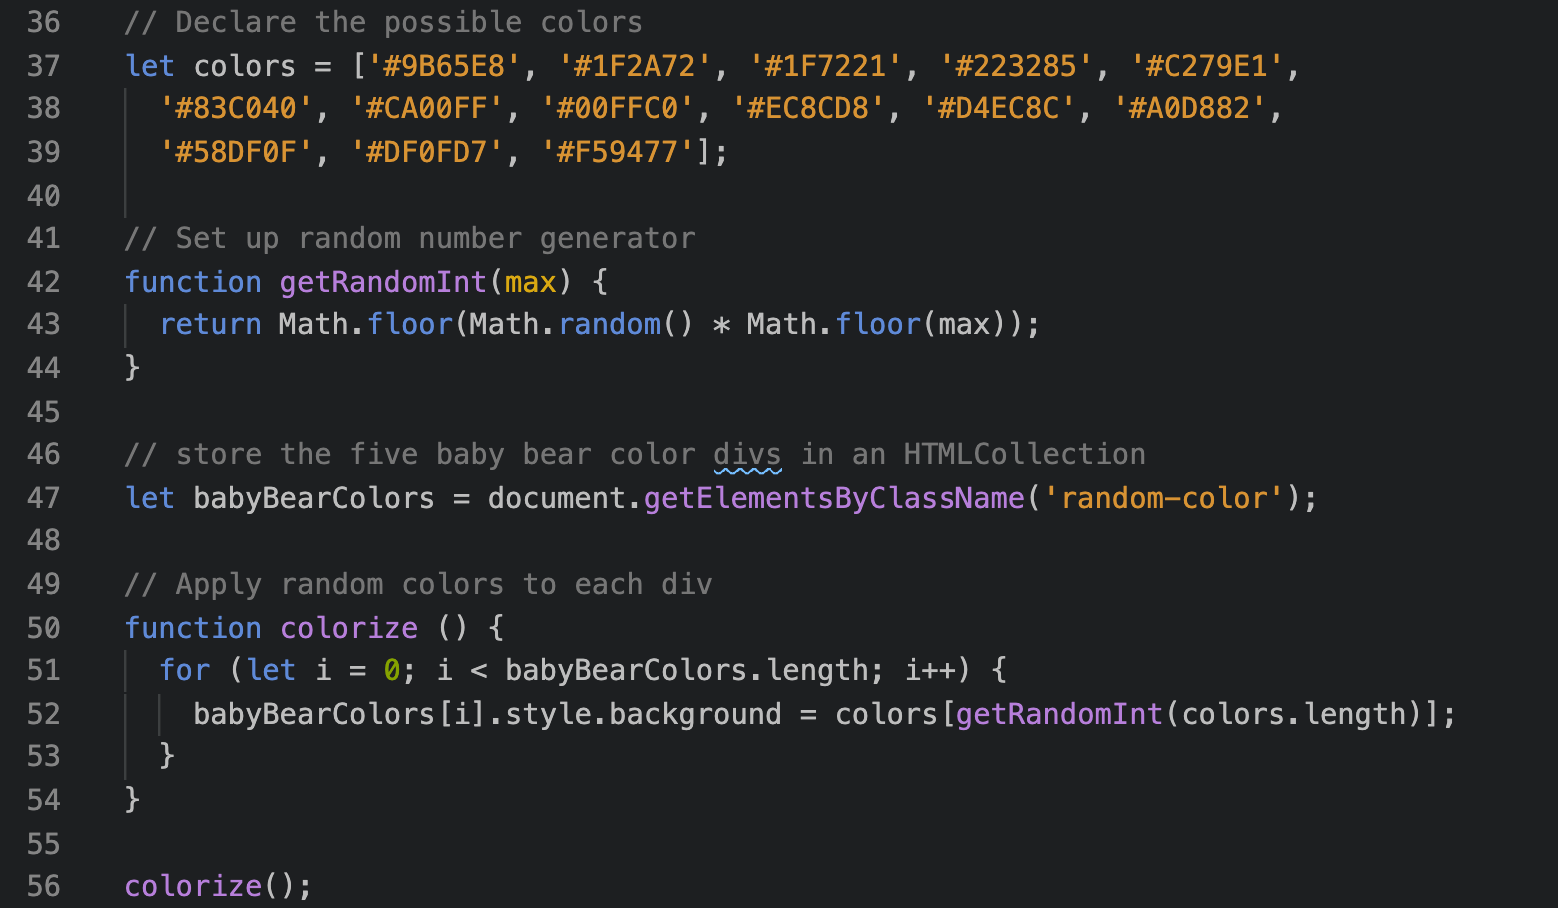 36 // Declare the possible colors
37 let colors = ['#9B65E8', '#1F2A72', '#1F7221', '#223285', '#C279E1',
38 '#83C040', '#CA00FF', '#00FFC0', '#EC8CD8', '#D4EC8C', '#A0D882',
39 '#58DF0F', '#DF0FD7', '#F59477'];
40
41 // Set up random number generator
42 function getRandomInt(max) {
43 return Math.floor(Math.random() * Math.floor(max));
44 }
45
46 // store the five baby bear color divs in an HTMLCollection
47 let babyBearColors = document.getElementsByClassName('random-color');
48
49 // Apply random colors to each div
50 function colorize () {
51 for (let i = 0; i < babyBearColors.length; i++) {
52 babyBearColors[i].style.background = colors[getRandomInt(colors.length)];
53 }
54 }
55
56 colorize();